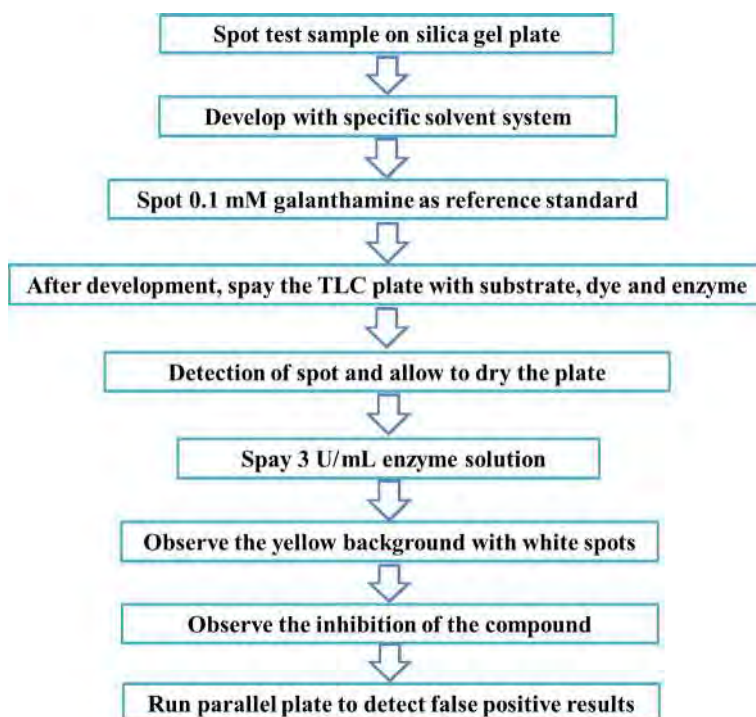 Spot test sample on silica gel plate
Develop with specific solvent system
Spot 0.1 mM galanthamine as reference standard
After development, spay the TLC plate with substrate, dye and enzyme
Detection of spot and allow to dry the plate
Spay 3 U/mL enzyme solution
Observe the yellow background with white spots
Observe the inhibition of the compound
Run parallel plate to detect false positive results